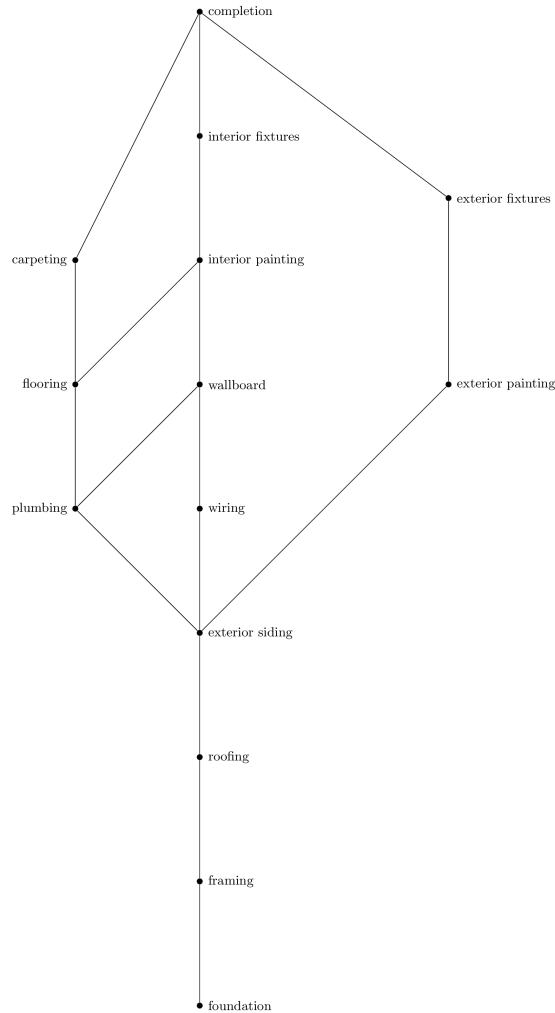 completion
interior fixtures
exterior fixtures
carpeting
interior painting
flooring
wallboard
exterior painting
plumbing
wiring
exterior siding
roofing
framing
foundation